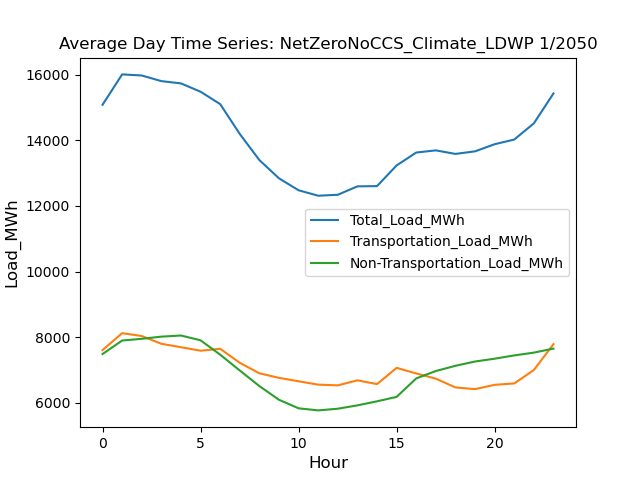 Average Day Time Series: NetZeroNoCCS_Climate_LDWP 1/2050
Load_MWh
16000
14000
12000
10000
8000
6000
Total_Load_MWh
Transportation_Load_MWh
Non-Transportation_Load_MWh
0 5 10 15 20
Hour